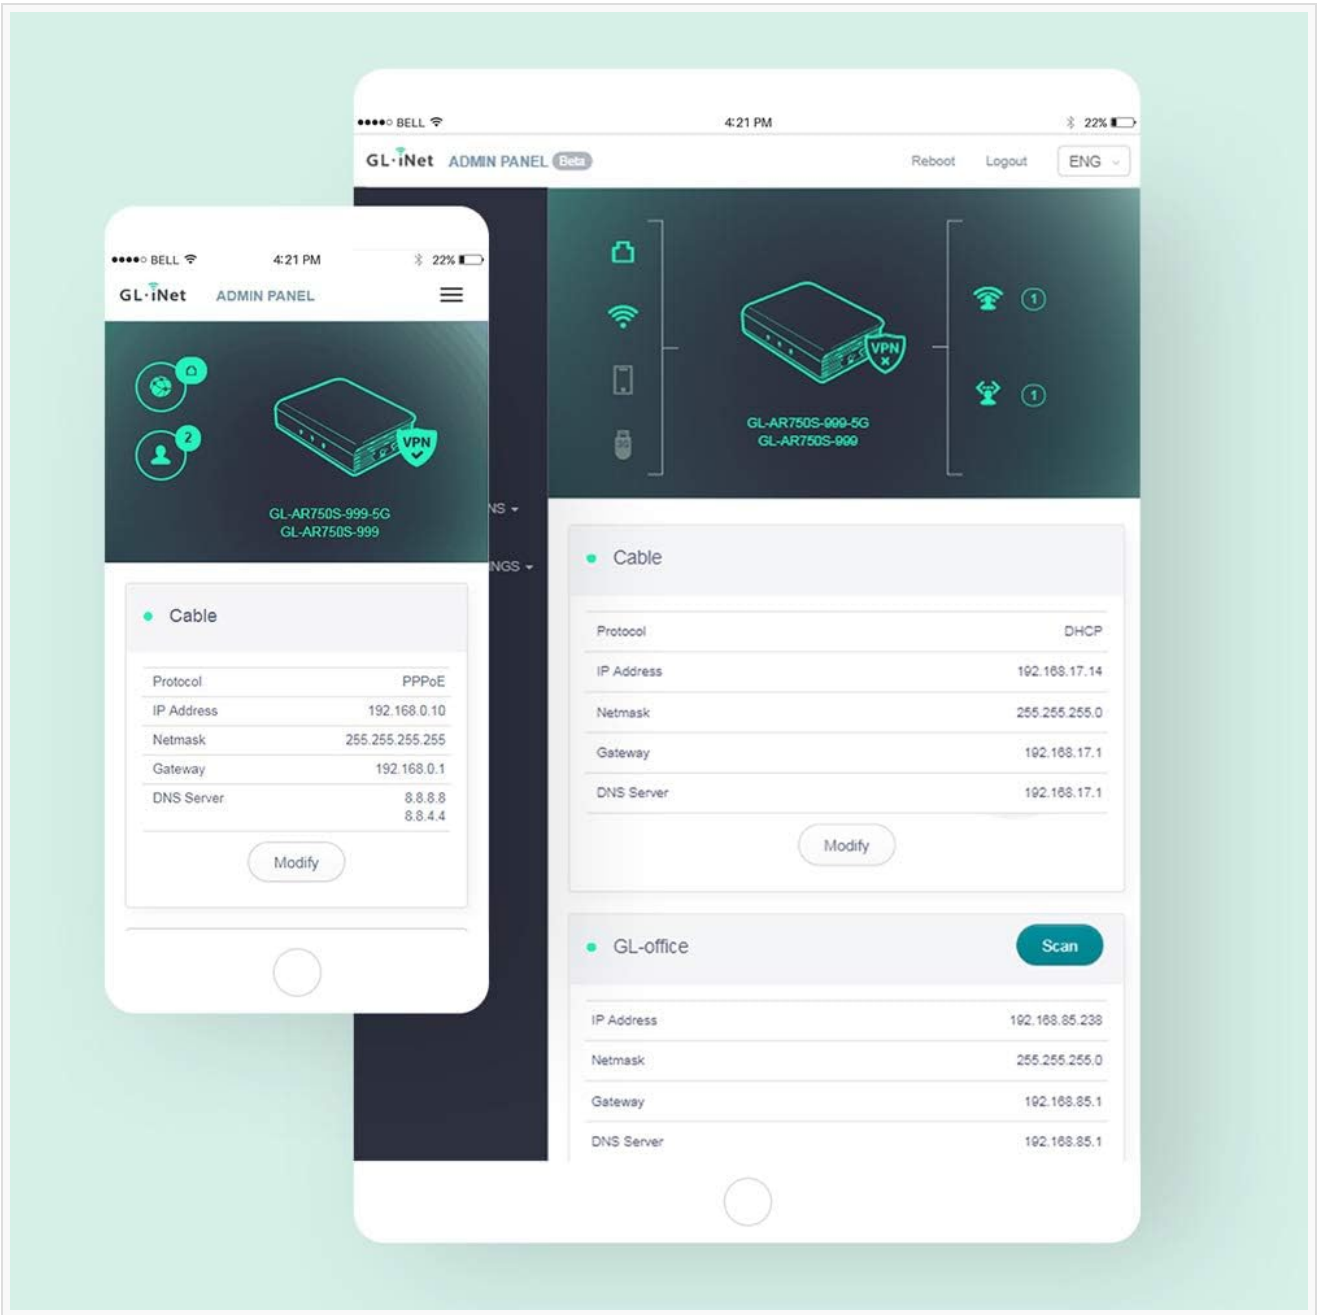 BELL 4:21 PM 22%
GL·iNet ADMIN PANEL Beta Reboot Logout ENG
VPN
1
1
3G
GL-AR750S-999-5G
GL-AR750S-999
NS
INGS
Cable
Protocol DHCP
IP Address 192.168.17.14
Netmask 255.255.255.0
Gateway 192.168.17.1
DNS Server 192.168.17.1
Modify
GL-office Scan
IP Address 192.168.85.238
Netmask 255.255.255.0
Gateway 192.168.85.1
DNS Server 192.168.85.1
BELL 4:21 PM 22%
GL·iNet ADMIN PANEL
2
VPN
GL-AR750S-999-5G
GL-AR750S-999
Cable
Protocol PPPoE
IP Address 192.168.0.10
Netmask 255.255.255.255
Gateway 192.168.0.1
DNS Server 8.8.8.8
8.8.4.4
Modify